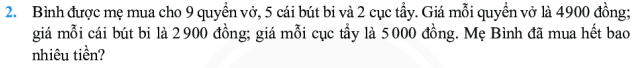 2. Bình được mẹ mua cho 9 quyển vở, 5 cái bút bi và 2 cục tẩy. Giá mỗi quyển vở là 4900 đồng;
giá mỗi cái bút bi là 2900 đồng; giá mỗi cục tẩy là 5000 đồng. Mẹ Bình đã mua hết bao
nhiêu tiền?